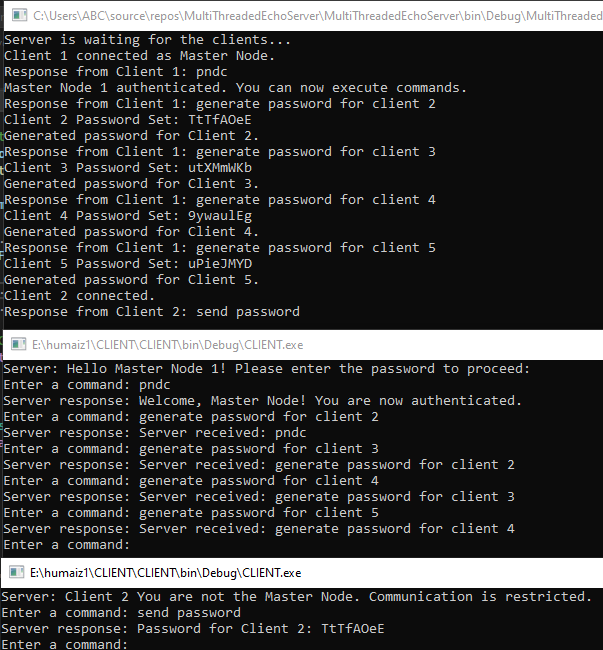 C:\Users\ABC\source\repos\MultiThreadedEchoServer\MultiThreadedEchoServer\bin\Debug\MultiThreaded
Server is waiting for the clients...
Client 1 connected as Master Node.
Response from Client 1: pndc
Master Node 1 authenticated. You can now execute commands.
Response from Client 1: generate password for client 2
Client 2 Password Set: TtTfAOeE
Generated password for Client 2.
Response from Client 1: generate password for client 3
Client 3 Password Set: utXMmWKb
Generated password for Client 3.
Response from Client 1: generate password for client 4
Client 4 Password Set: 9ywaulEg
Generated password for Client 4.
Response from Client 1: generate password for client 5
Client 5 Password Set: uPieJMYD
Generated password for Client 5.
Client 2 connected.
Response from Client 2: send password
E:\humaiz1\CLIENT\CLIENT\bin\Debug\CLIENT.exe
Server: Hello Master Node 1! Please enter the password to proceed:
Enter a command: pndc
Server response: Welcome, Master Node! You are now authenticated.
Enter a command: generate password for client 2
Server response: Server received: pndc
Enter a command: generate password for client 3
Server response: Server received: generate password for client 2
Enter a command: generate password for client 4
Server response: Server received: generate password for client 3
Enter a command: generate password for client 5
Server response: Server received: generate password for client 4
Enter a command:
E:\humaiz1\CLIENT\CLIENT\bin\Debug\CLIENT.exe
Server: Client 2 You are not the Master Node. Communication is restricted.
Enter a command: send password
Server response: Password for Client 2: TtTfAOeE
Enter a command: